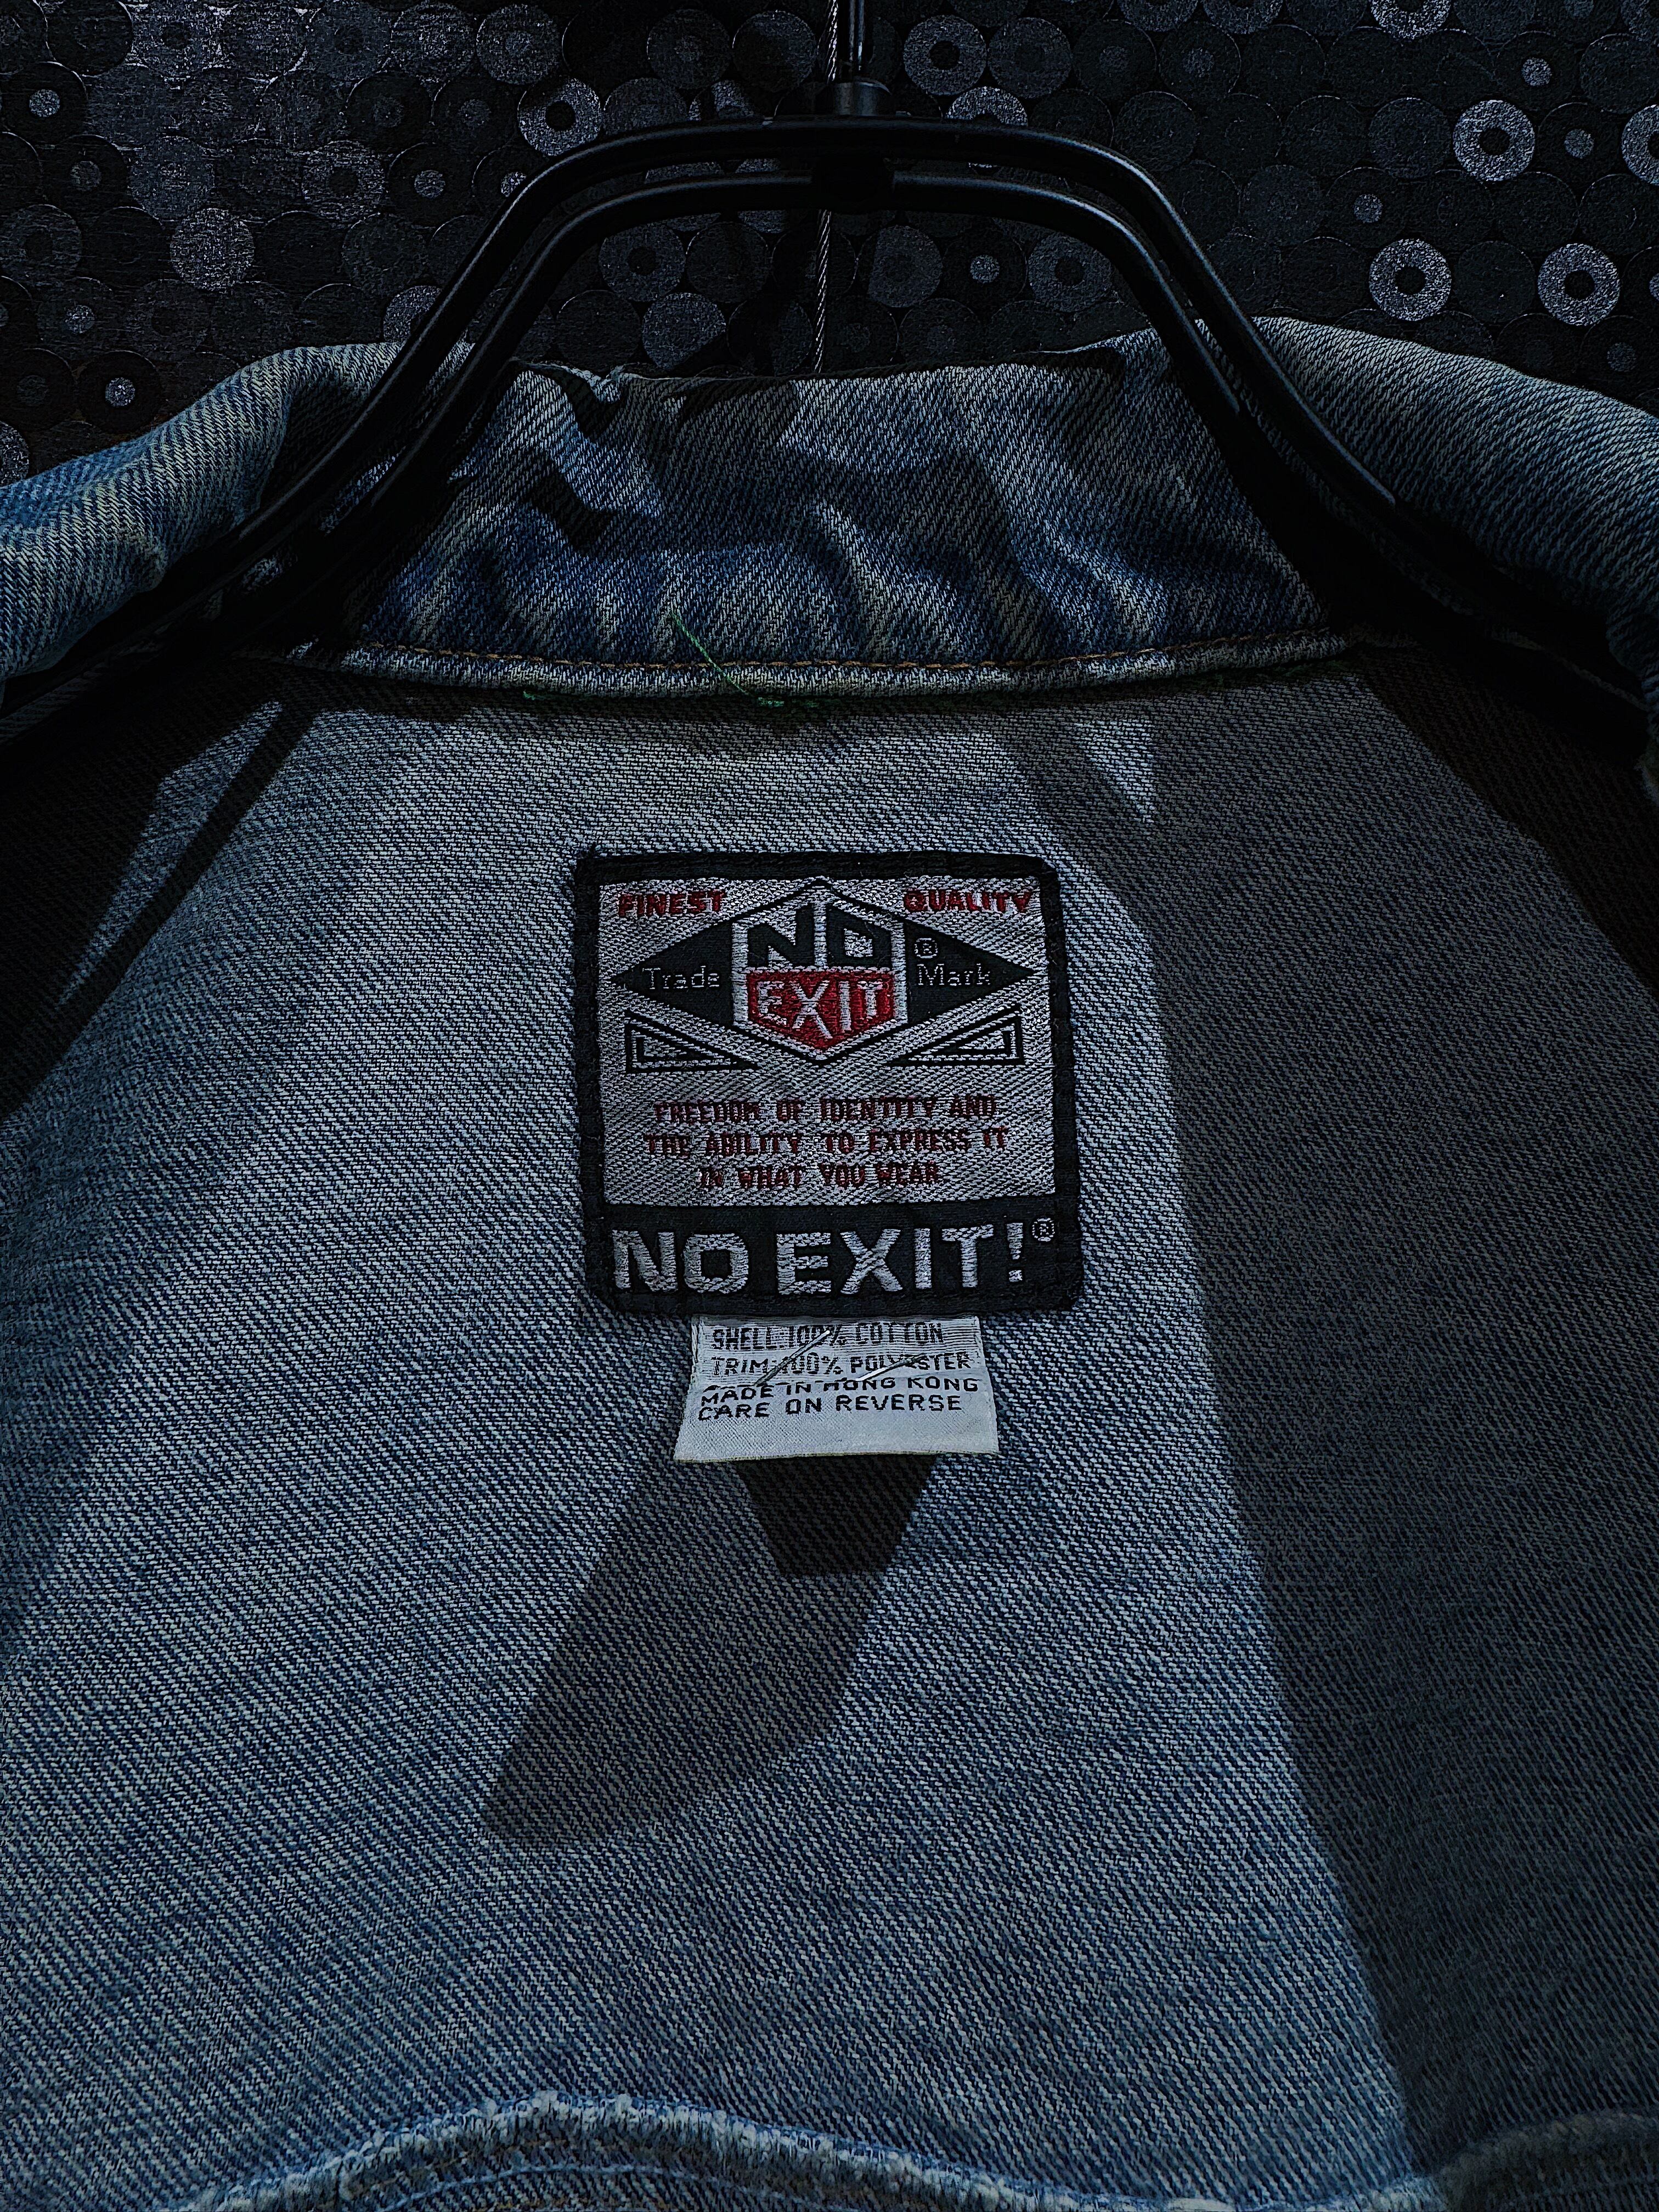 FINEST QUALITY
NO
Trade ® Mark
EXIT
FREEDOM OF IDENTITY AND
THE ABILITY TO EXPRESS IT
IN WHAT YOU WEAR
NO EXIT!®
SHELL:100% COTTON
TRIM:100% POLYESTER
MADE IN HONG KONG
CARE ON REVERSE